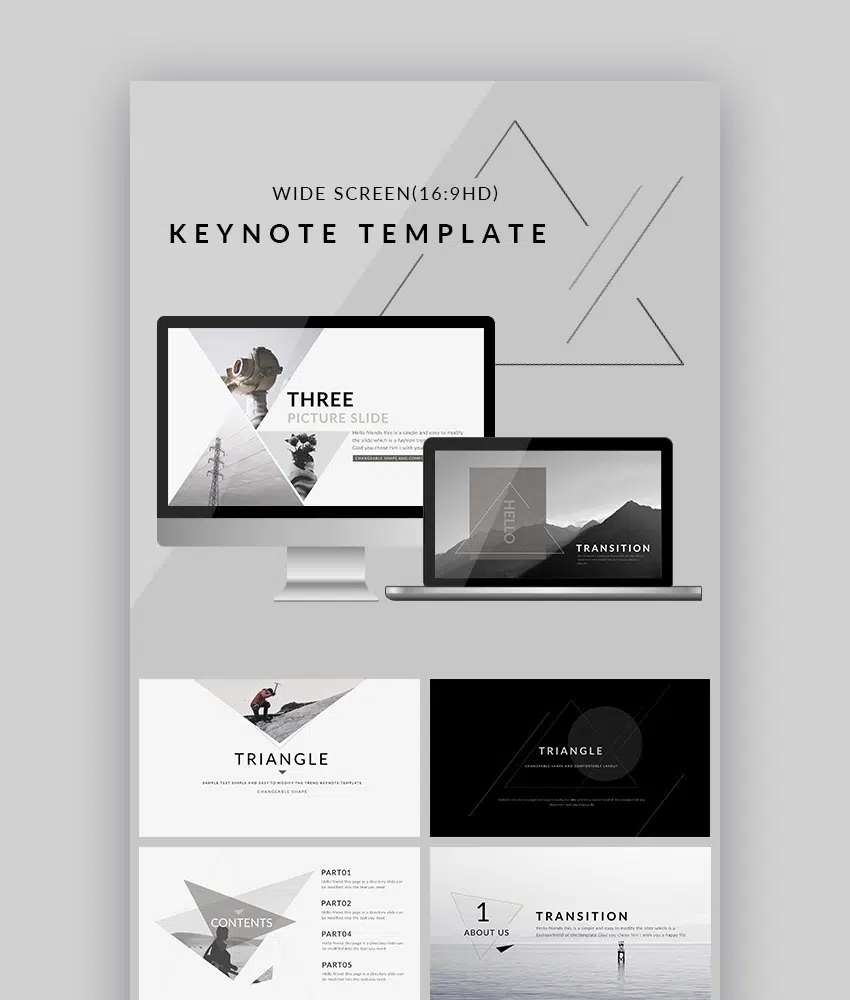 WIDE SCREEN(16:9HD)
KEYNOTE TEMPLATE
THREE
PICTURE SLIDE
Hello friends this is a simple and easy to modify
the slide which is a fashion
Glad you chose him I wish you
CHANGEABLE SHAPE AND
HELLO
TRANSITION
TRIANGLE
SAMPLE TEXT SIMPLE AND EASY TO MODIFY THE TREND KEYNOTE TEMPLATE
CHANGEABLE SHAPE
TRIANGLE
CHANGEABLE SHAPE AND COMFORTABLE LAYOUT
CONTENTS
PART01
Hello friend this page is a directory slide can
be modified into the text you need
PART02
Hello friend this page is a directory slide can
be modified into the text you need
PART04
Hello friend this page is a directory slide can
be modified into the text you need
PART05
Hello friend this page is a directory slide can
be modified into the text you need
1
ABOUT US
TRANSITION
Hello friends this is a simple and easy to modify the slide which is a
fashion trend of the template Glad you chose him I wish you a happy life